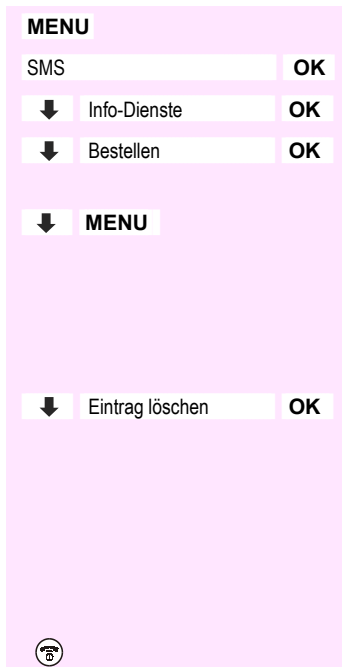 MENU
SMS OK
Info-Dienste OK
Bestellen OK
MENU
Eintrag löschen OK